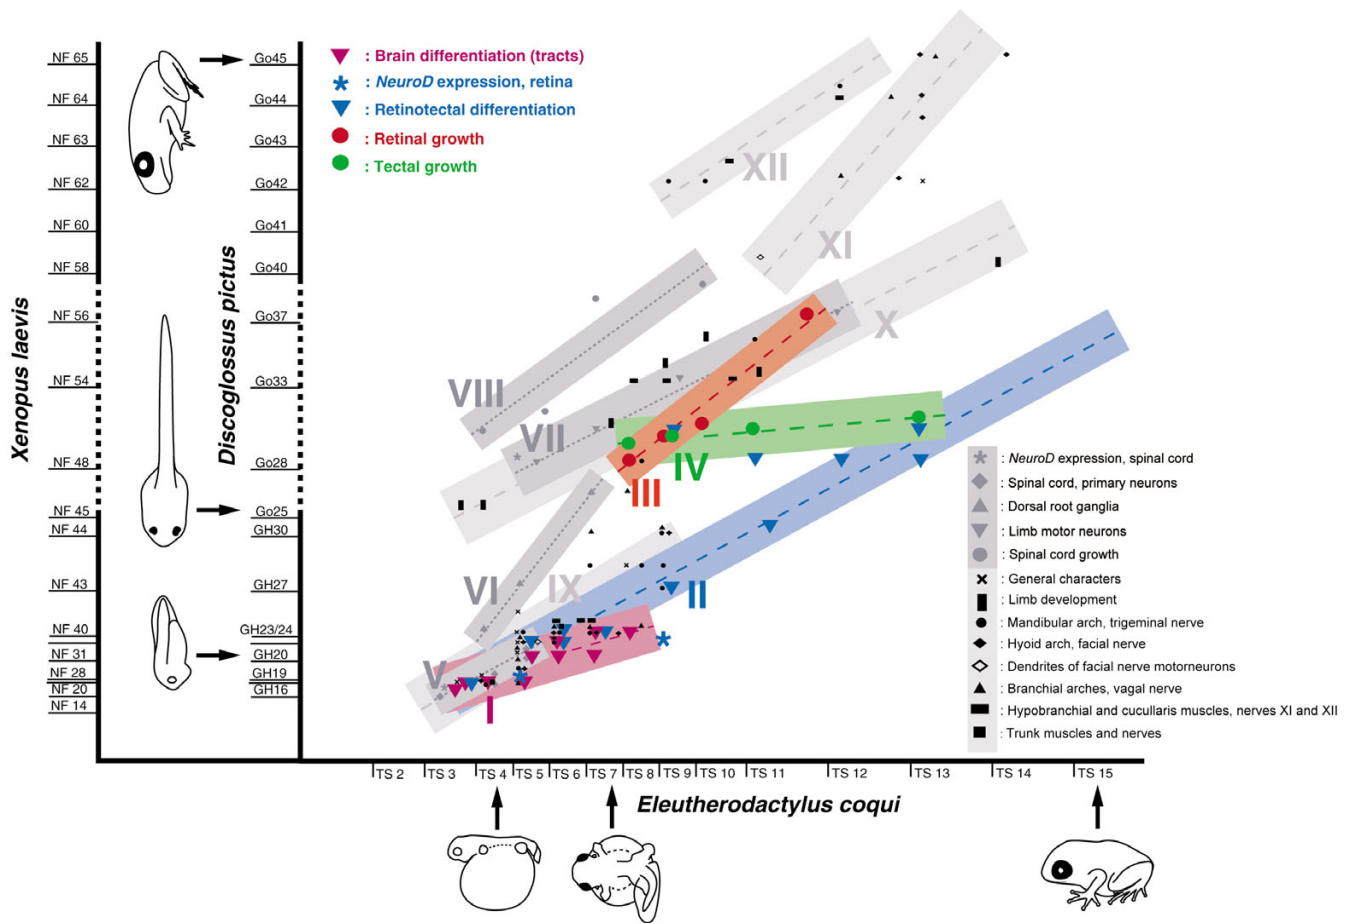 Xenopus laevis
NF 65
NF 64
NF 63
NF 62
NF 60
NF 58
NF 56
NF 54
NF 48
NF 45
NF 44
NF 43
NF 40
NF 31
NF 28
NF 20
NF 14
Discoglossus pictus
Go45
Go44
Go43
Go42
Go41
Go40
Go37
Go33
Go28
Go25
GH30
GH27
GH23/24
GH20
GH19
GH16
: Brain differentiation (tracts)
: NeuroD expression, retina
: Retinotectal differentiation
: Retinal growth
: Tectal growth
XII
XI
X
VIII
VII
IV
III
VI
IX
II
V
I
: NeuroD expression, spinal cord
: Spinal cord, primary neurons
: Dorsal root ganglia
: Limb motor neurons
: Spinal cord growth
: General characters
: Limb development
: Mandibular arch, trigeminal nerve
: Hyoid arch, facial nerve
: Dendrites of facial nerve motorneurons
: Branchial arches, vagal nerve
: Hypobranchial and cucullaris muscles, nerves XI and XII
: Trunk muscles and nerves
TS 2
TS 3
TS 4
TS 5
TS 6
TS 7
TS 8
TS 9
TS 10
TS 11
TS 12
TS 13
TS 14
TS 15
Eleutherodactylus coqui